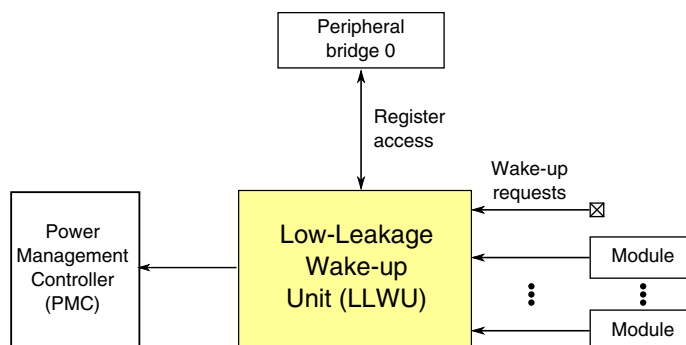 Peripheral
bridge 0
Register
access
Wake-up
requests
Power
Management
Controller
(PMC)
Low-Leakage
Wake-up
Unit (LLWU)
Module
Module